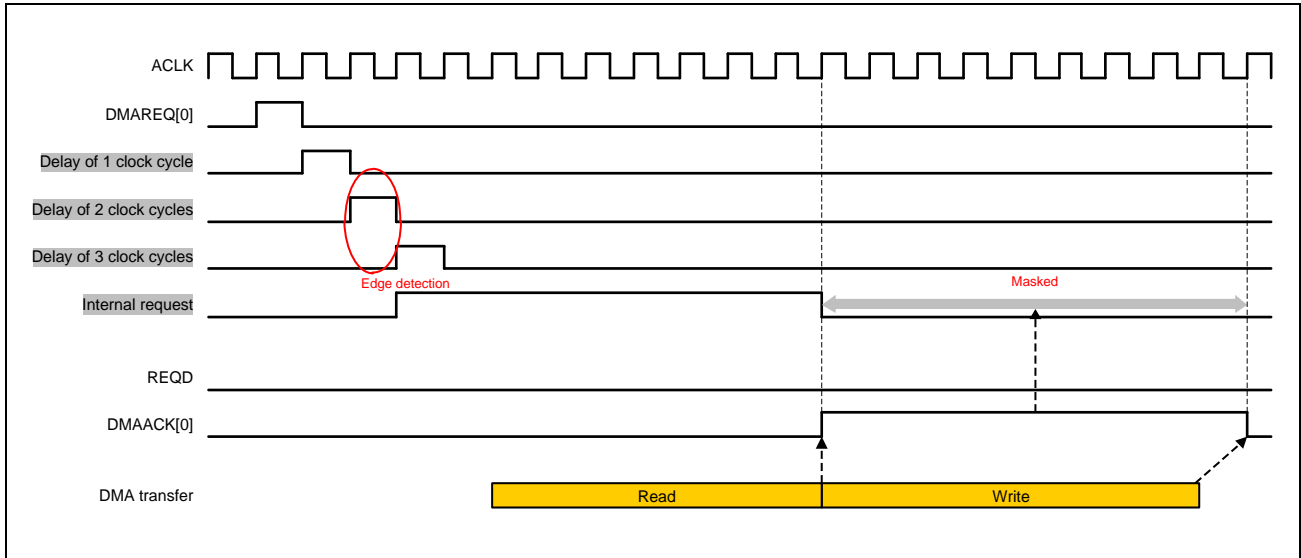 ACLK
DMAREQ[0]
Delay of 1 clock cycle
Delay of 2 clock cycles
Delay of 3 clock cycles
Edge detection
Masked
Internal request
REQD
DMAACK[0]
DMA transfer
Read
Write